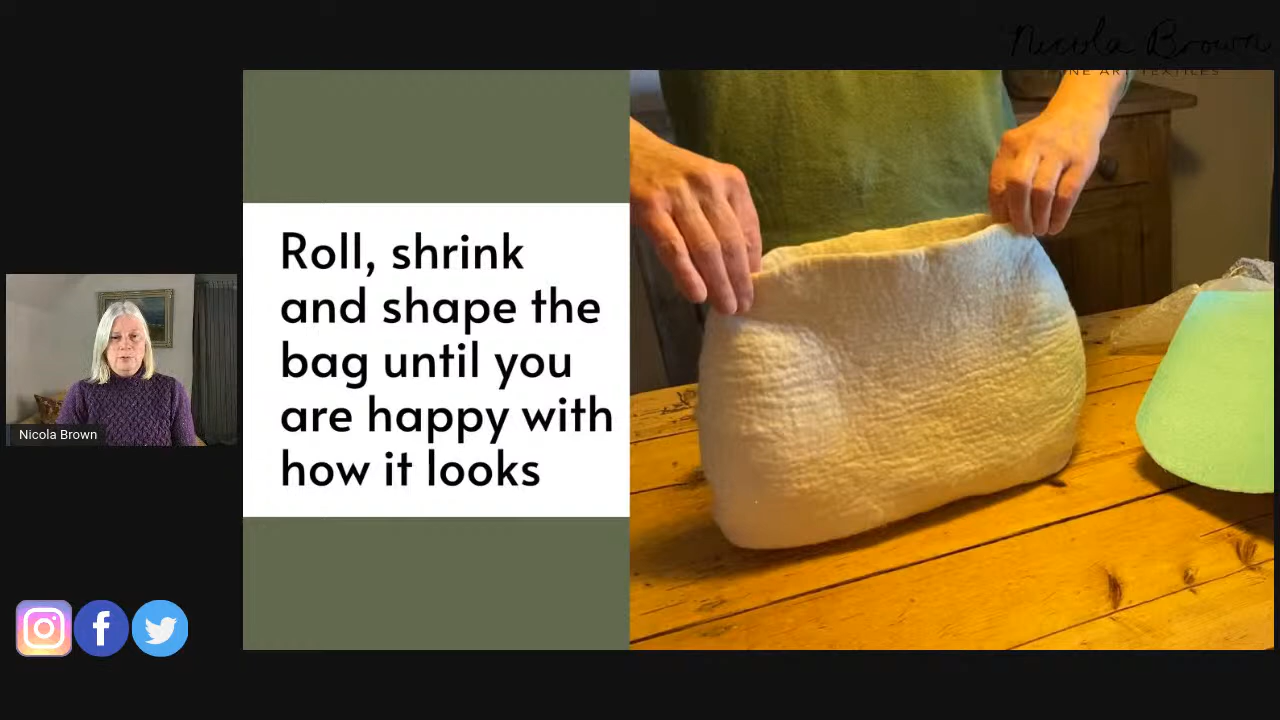 Nicola Brown
FINE ART TEXTILES
Roll, shrink
and shape the
bag until you
are happy with
how it looks
Nicola Brown